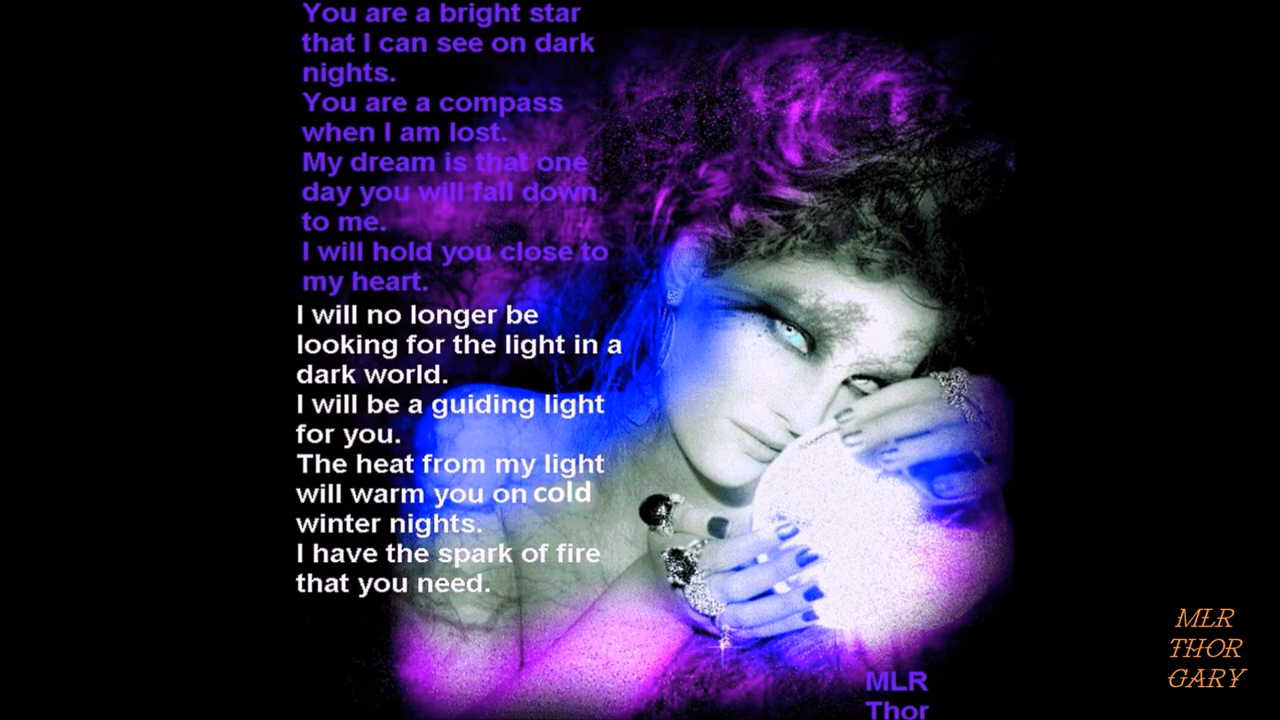 You are a bright star
that I can see on dark
nights.
You are a compass
when I am lost.
My dream is that one
day you will fall down
to me.
I will hold you close to
my heart.
I will no longer be
looking for the light in a
dark world.
I will be a guiding light
for you.
The heat from my light
will warm you on cold
winter nights.
I have the spark of fire
that you need.
MLR
Thor
MLR
THOR
GARY